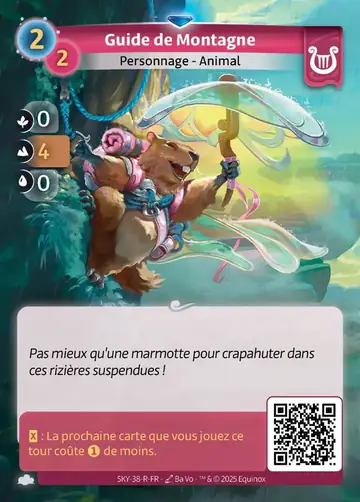 2
Guide de Montagne
2
Personnage - Animal
0
4
0
Pas mieux qu'une marmotte pour crapahuter dans
ces rizières suspendues !
X : La prochaine carte que vous jouez ce
tour coûte 1 de moins.
SKY-38-R-FR - Ba Vo - ™ & © 2025 Equinox